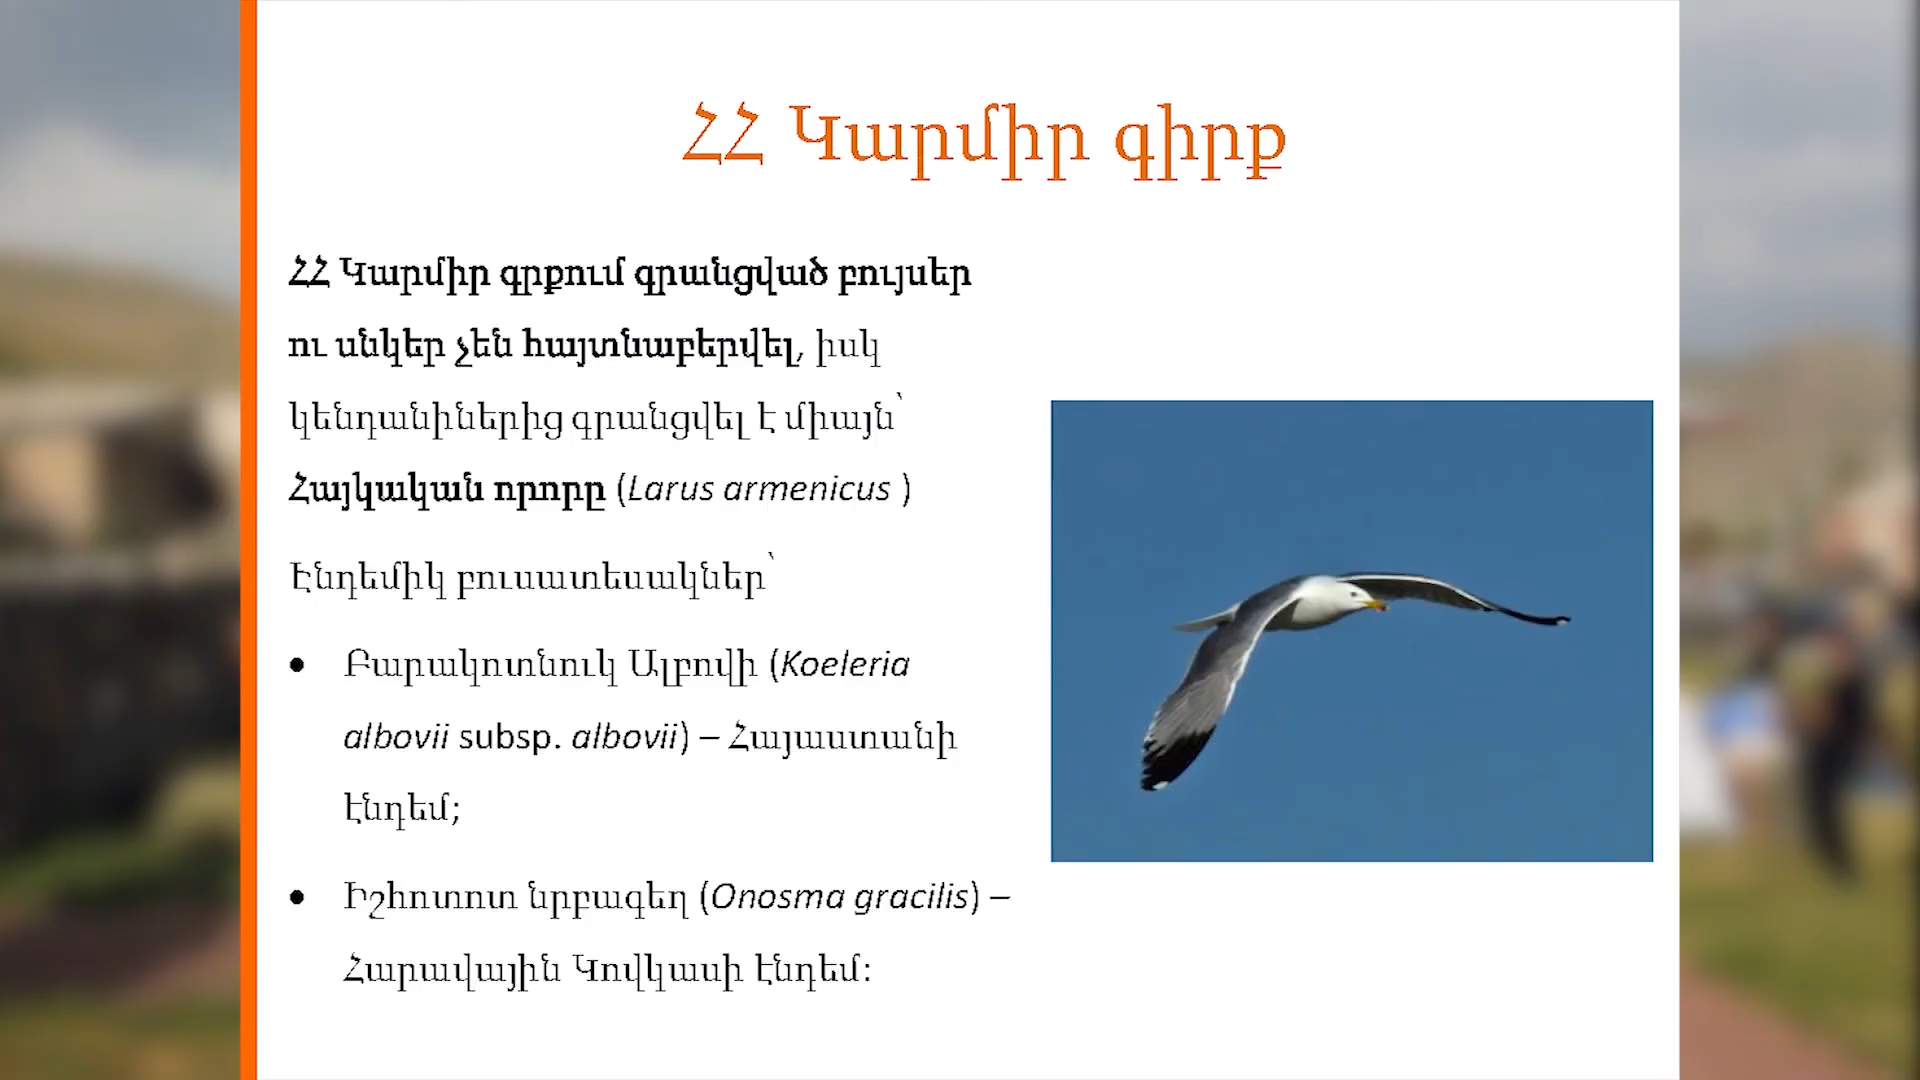 ՀՀ Կարմիր գիրք
ՀՀ Կարմիր գրքում գրանցված բույսեր
ու սնկեր չեն հայտնաբերվել, իսկ
կենդանիներից գրանցվել է միայն՝
Հայկական որորը (Larus armenicus )
Էնդեմիկ բուսատեսակներ՝
• Բարակոտնուկ Ալբովի (Koeleria
albovii subsp. albovii) – Հայաստանի
էնդեմ;
• Իշհոտոտ նրբագեղ (Onosma gracilis) –
Հարավային Կովկասի էնդեմ: